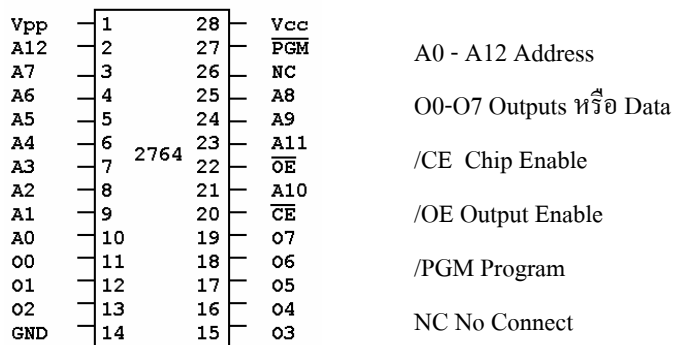 Vpp 1 28 Vcc
A12 2 27 PGM
A7 3 26 NC
A6 4 25 A8
A5 5 24 A9
A4 6 23 A11
2764
A3 7 22 OE
A2 8 21 A10
A1 9 20 CE
A0 10 19 O7
O0 11 18 O6
O1 12 17 O5
O2 13 16 O4
GND 14 15 O3
A0 - A12 Address
O0-O7 Outputs หรือ Data
/CE Chip Enable
/OE Output Enable
/PGM Program
NC No Connect